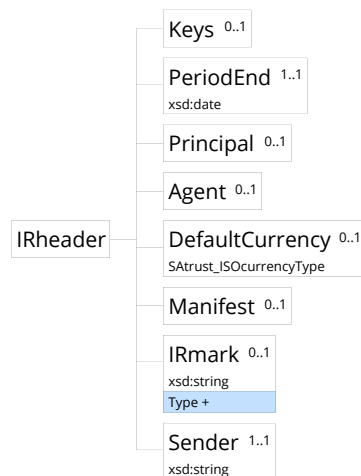 Keys 0..1
PeriodEnd 1..1
xsd:date
Principal 0..1
Agent 0..1
IRheader
DefaultCurrency 0..1
SAtrust_ISOcurrencyType
Manifest 0..1
IRmark 0..1
xsd:string
Type +
Sender 1..1
xsd:string